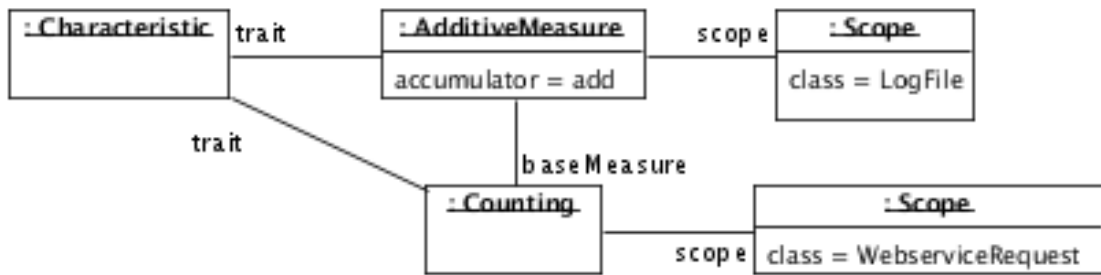 : Characteristic
trait
: AdditiveMeasure
scope
: Scope
accumulator = add
class = LogFile
trait
baseMeasure
: Counting
: Scope
scope
class = WebserviceRequest